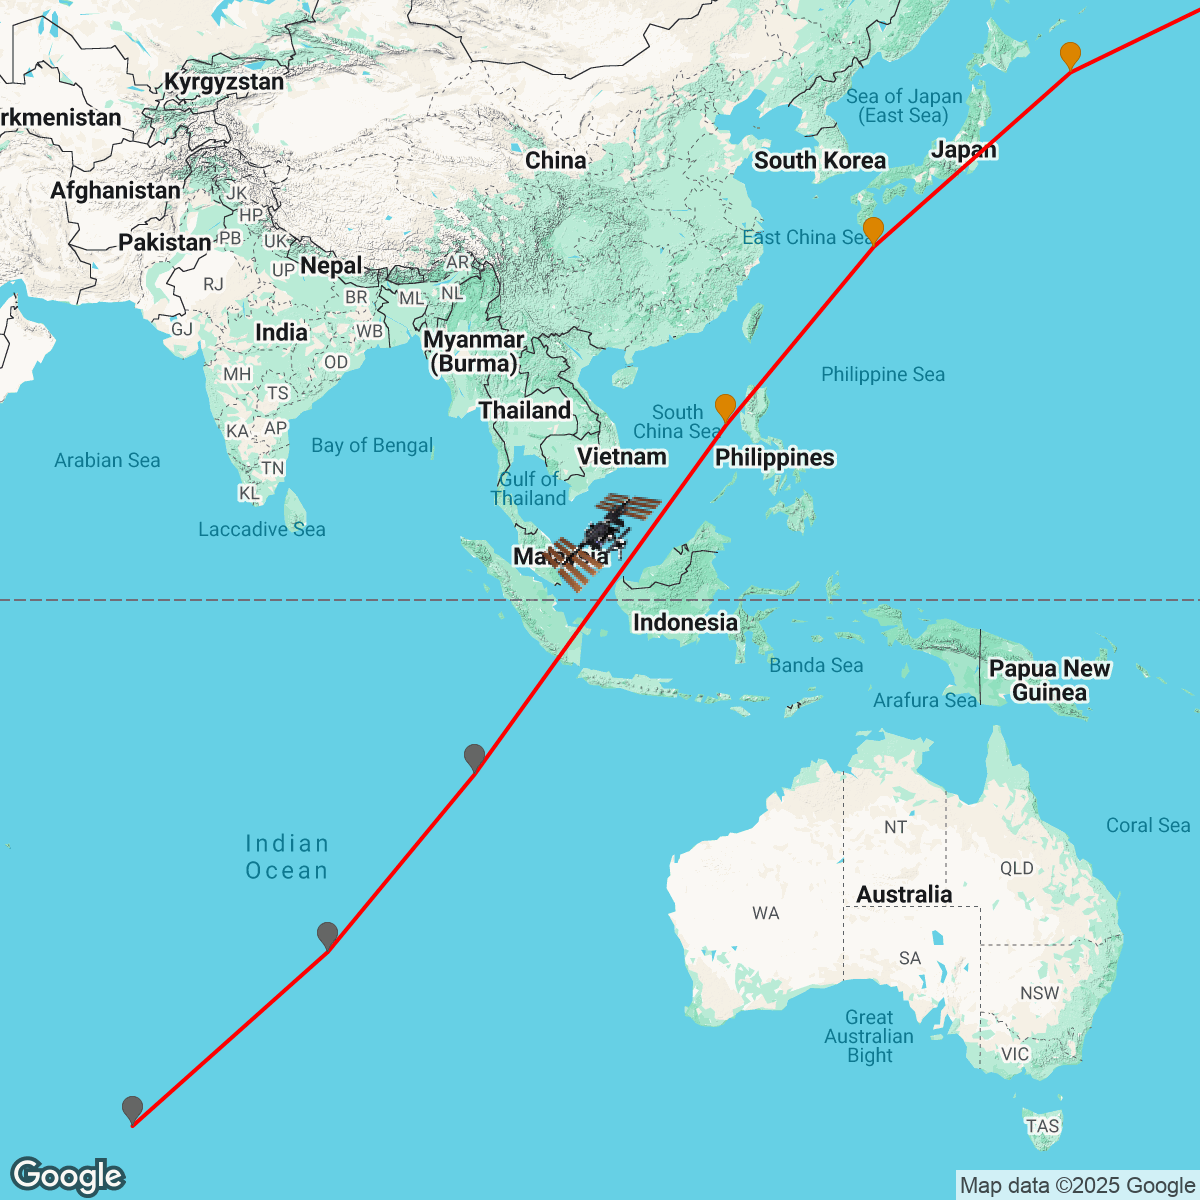 Kyrgyzstan
rkmenistan
Sea of Japan
(East Sea)
China
South Korea
Japan
Afghanistan
JK
HP
Pakistan
PB
UK
East China Sea
Nepal
UP
AR
RJ
BR
ML
NL
GJ
India
WB
Myanmar
(Burma)
OD
MH
Philippine Sea
TS
Thailand
South
China Sea
KA
AP
Bay of Bengal
Arabian Sea
TN
Vietnam
Philippines
Gulf of
Thailand
KL
Laccadive Sea
Malaysia
Indonesia
Banda Sea
Papua New
Guinea
Arafura Sea
NT
Coral Sea
Indian
Ocean
QLD
Australia
WA
SA
NSW
Great
Australian
Bight
VIC
TAS
Google
Map data ©2025 Google